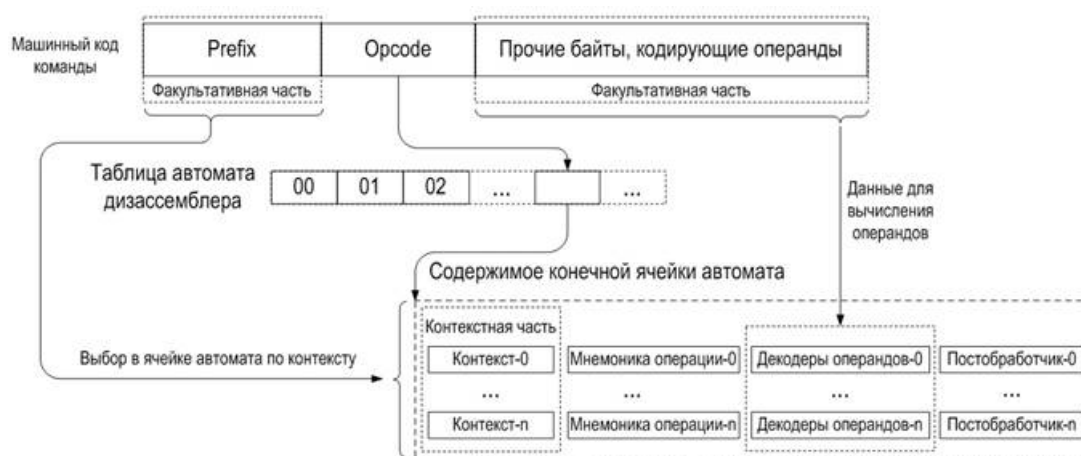 Машинный код
команды
Prefix
Opcode
Прочие байты, кодирующие операнды
Факультативная часть
Факультативная часть
Таблица автомата
дизассемблера
00
01
02
...
...
Данные для
вычисления
операндов
Содержимое конечной ячейки автомата
Выбор в ячейке автомата по контексту
Контекстная часть
Контекст-0
Мнемоника операции-0
Декодеры операндов-0
Постобработчик-0
...
...
...
...
Контекст-n
Мнемоника операции-n
Декодеры операндов-n
Постобработчик-n